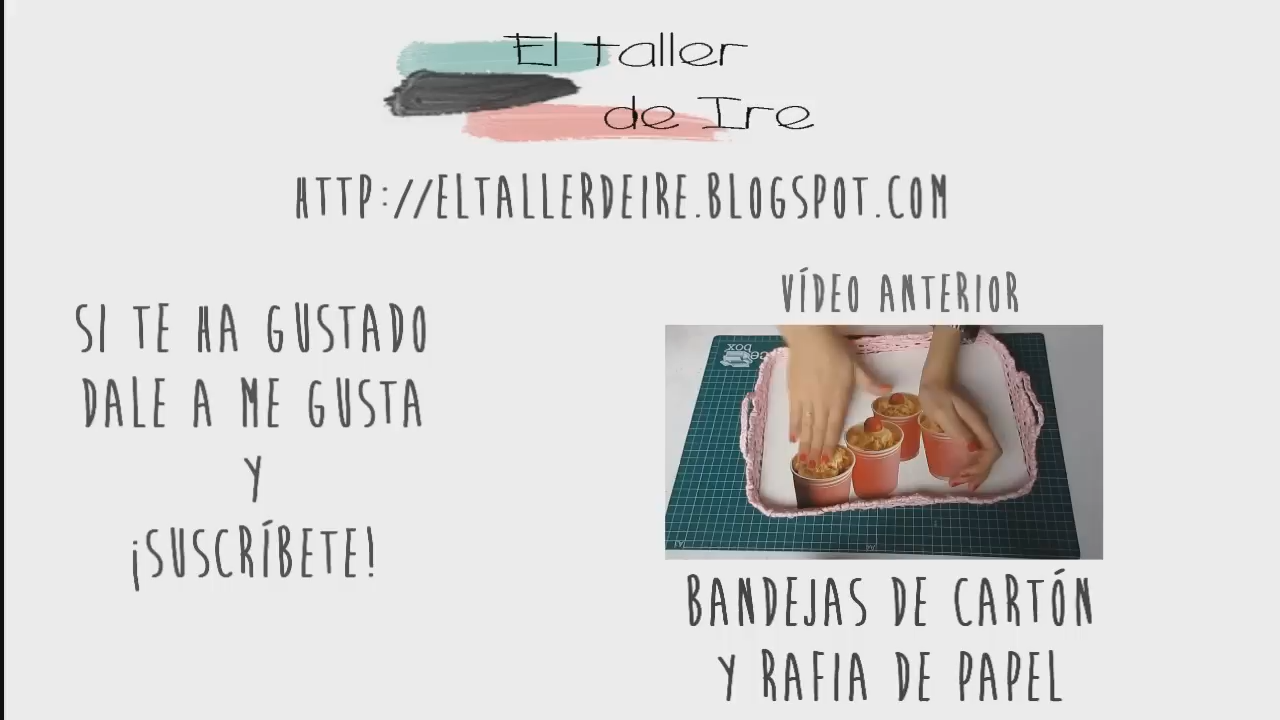 El taller
de Ire
HTTP://ELTALLERDEIRE.BLOGSPOT.COM
SI TE HA GUSTADO
DALE A ME GUSTA
Y
¡SUSCRÍBETE!
VÍDEO ANTERIOR
BANDEJAS DE CARTÓN
Y RAFIA DE PAPEL